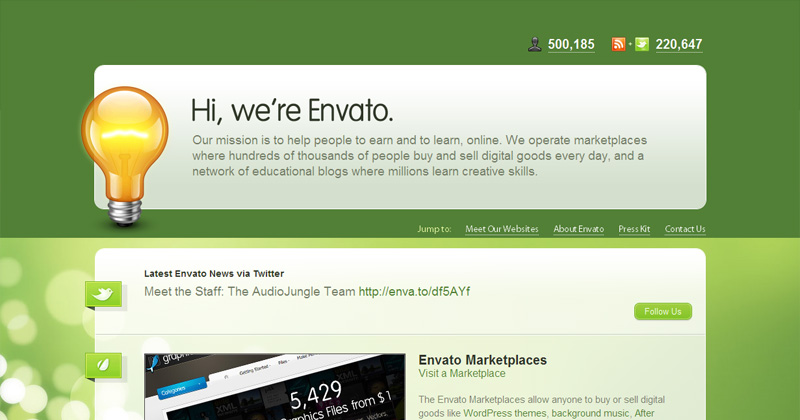 500,185 220,647
Hi, we're Envato.
Our mission is to help people to earn and to learn, online. We operate marketplaces
where hundreds of thousands of people buy and sell digital goods every day, and a
network of educational blogs where millions learn creative skills.
Jump to: Meet Our Websites About Envato Press Kit Contact Us
Latest Envato News via Twitter
Meet the Staff: The AudioJungle Team http://enva.to/df5AYf
Follow Us
Getting Started Files
Categories
5,429
Graphics Files from $1
XML
vectors,
Envato Marketplaces
Visit a Marketplace
The Envato Marketplaces allow anyone to buy or sell digital
goods like WordPress themes, background music, After